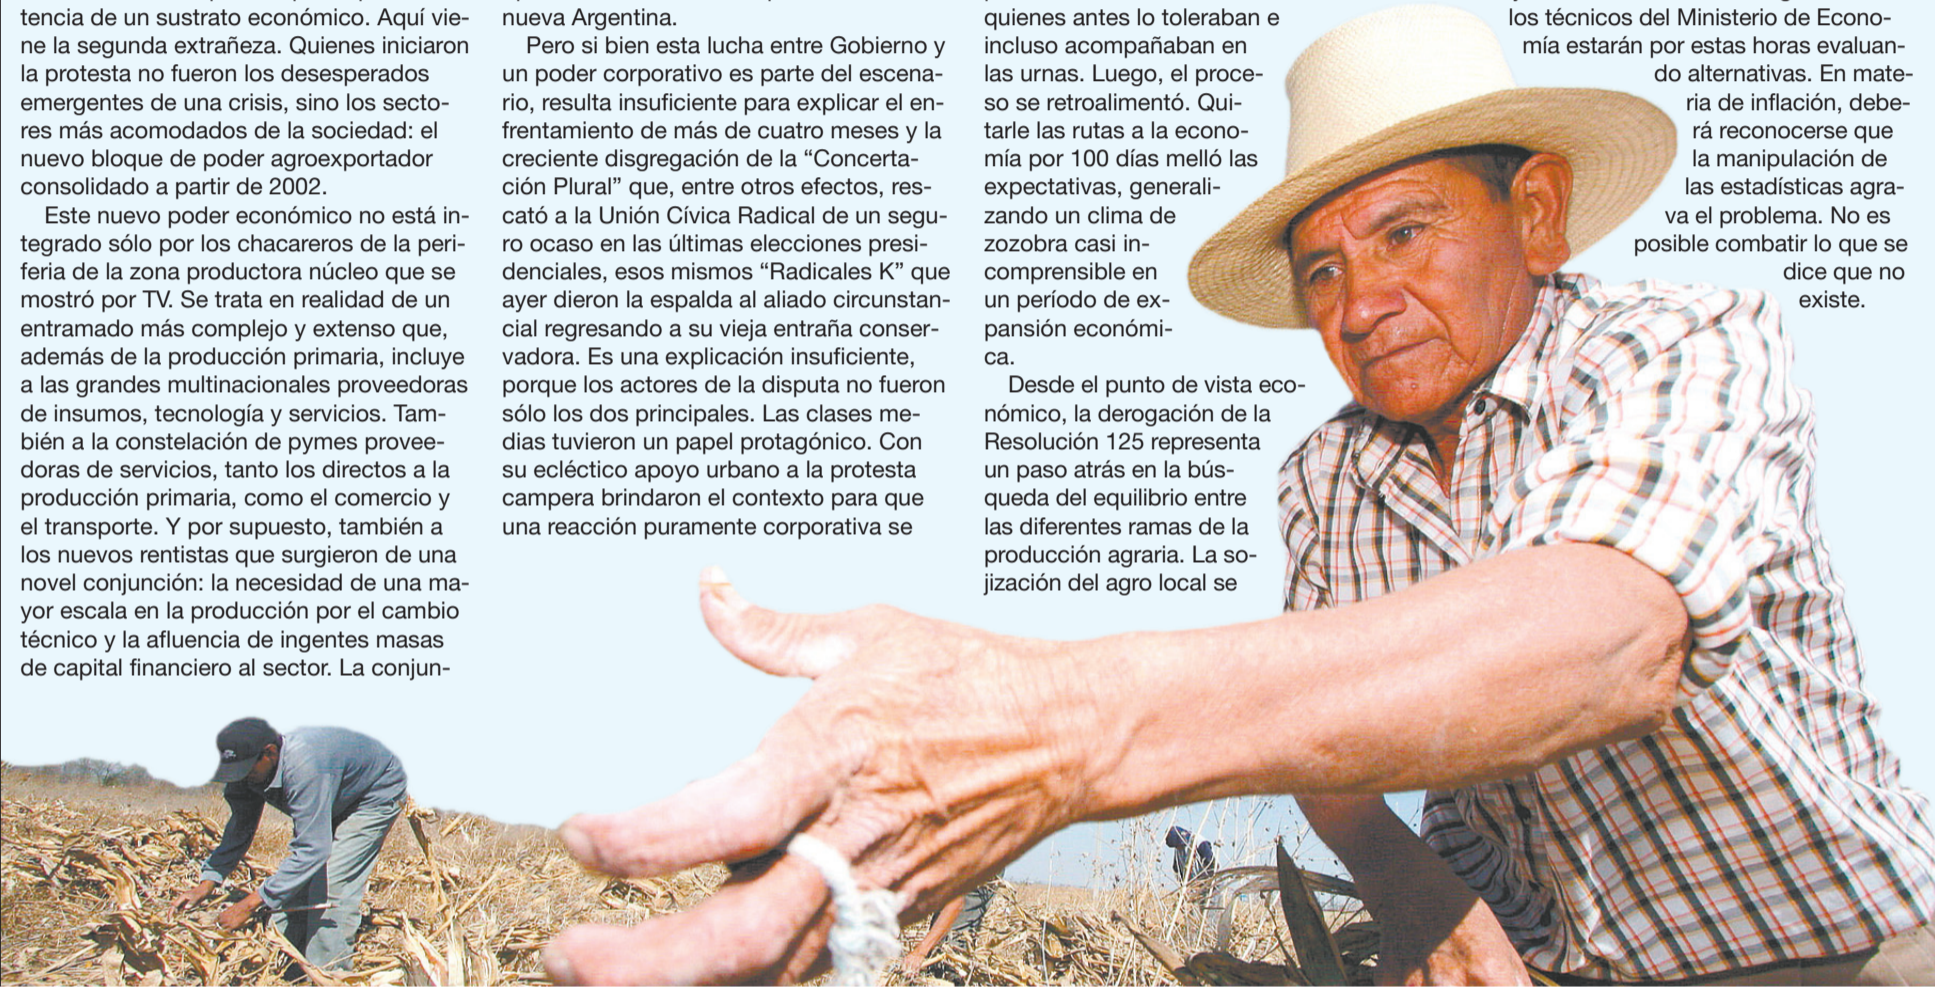 tencia de un sustrato económico. Aquí vie-
ne la segunda extrañeza. Quienes iniciaron
la protesta no fueron los desesperados
emergentes de una crisis, sino los secto-
res más acomodados de la sociedad: el
nuevo bloque de poder agroexportador
consolidado a partir de 2002.
Este nuevo poder económico no está in-
tegrado sólo por los chacareros de la peri-
feria de la zona productora núcleo que se
mostró por TV. Se trata en realidad de un
entramado más complejo y extenso que,
además de la producción primaria, incluye
a las grandes multinacionales proveedoras
de insumos, tecnología y servicios. Tam-
bién a la constelación de pymes provee-
doras de servicios, tanto los directos a la
producción primaria, como el comercio y
el transporte. Y por supuesto, también a
los nuevos rentistas que surgieron de una
novel conjunción: la necesidad de una ma-
yor escala en la producción por el cambio
técnico y la afluencia de ingentes masas
de capital financiero al sector. La conjun-
nueva Argentina.
Pero si bien esta lucha entre Gobierno y
un poder corporativo es parte del escena-
rio, resulta insuficiente para explicar el en-
frentamiento de más de cuatro meses y la
creciente disgregación de la “Concerta-
ción Plural” que, entre otros efectos, res-
cató a la Unión Cívica Radical de un segu-
ro ocaso en las últimas elecciones presi-
denciales, esos mismos “Radicales K” que
ayer dieron la espalda al aliado circunstan-
cial regresando a su vieja entraña conser-
vadora. Es una explicación insuficiente,
porque los actores de la disputa no fueron
sólo los dos principales. Las clases me-
dias tuvieron un papel protagónico. Con
su ecléctico apoyo urbano a la protesta
campera brindaron el contexto para que
una reacción puramente corporativa se
quienes antes lo toleraban e
incluso acompañaban en
las urnas. Luego, el proce-
so se retroalimentó. Qui-
tarle las rutas a la econo-
mía por 100 días melló las
expectativas, generali-
zando un clima de
zozobra casi in-
comprensible en
un período de ex-
pansión económi-
ca.
Desde el punto de vista eco-
nómico, la derogación de la
Resolución 125 representa
un paso atrás en la bús-
queda del equilibrio entre
las diferentes ramas de la
producción agraria. La so-
jización del agro local se
los técnicos del Ministerio de Econo-
mía estarán por estas horas evaluan-
do alternativas. En mate-
ria de inflación, debe-
rá reconocerse que
la manipulación de
las estadísticas agra-
va el problema. No es
posible combatir lo que se
dice que no
existe.